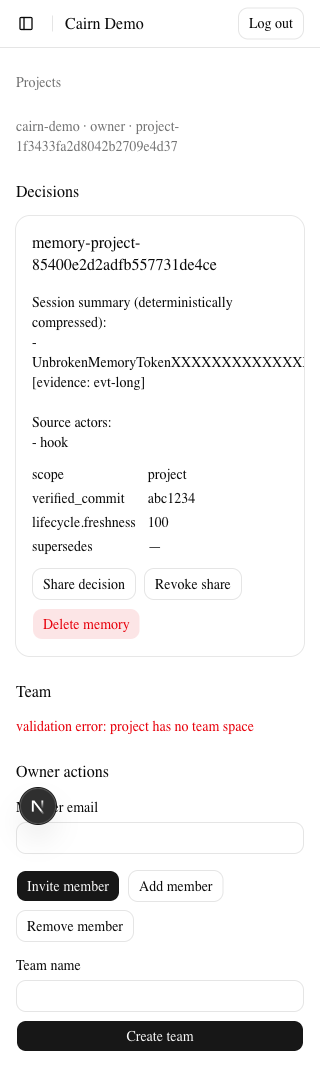 Cairn Demo
Log out
Projects
cairn-demo · owner · project-
1f3433fa2d8042b2709e4d37
Decisions
memory-project-
85400e2d2adfb557731de4ce
Session summary (deterministically
compressed):
-
UnbrokenMemoryTokenXXXXXXXXXXXXX
[evidence: evt-long]
Source actors:
- hook
scope project
verified_commit abc1234
lifecycle.freshness 100
supersedes —
Share decision Revoke share
Delete memory
Team
validation error: project has no team space
Owner actions
N
email
Invite member Add member
Remove member
Team name
Create team